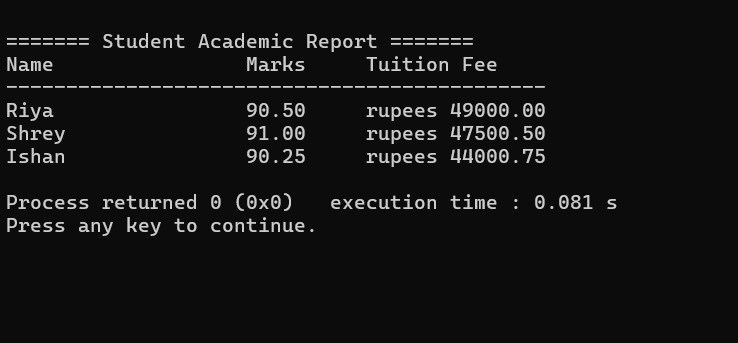 ======= Student Academic Report =======
Name                Marks     Tuition Fee
---------------------------------------------
Riya                90.50     rupees 49000.00
Shrey               91.00     rupees 47500.50
Ishan               90.25     rupees 44000.75
Process returned 0 (0x0)   execution time : 0.081 s
Press any key to continue.